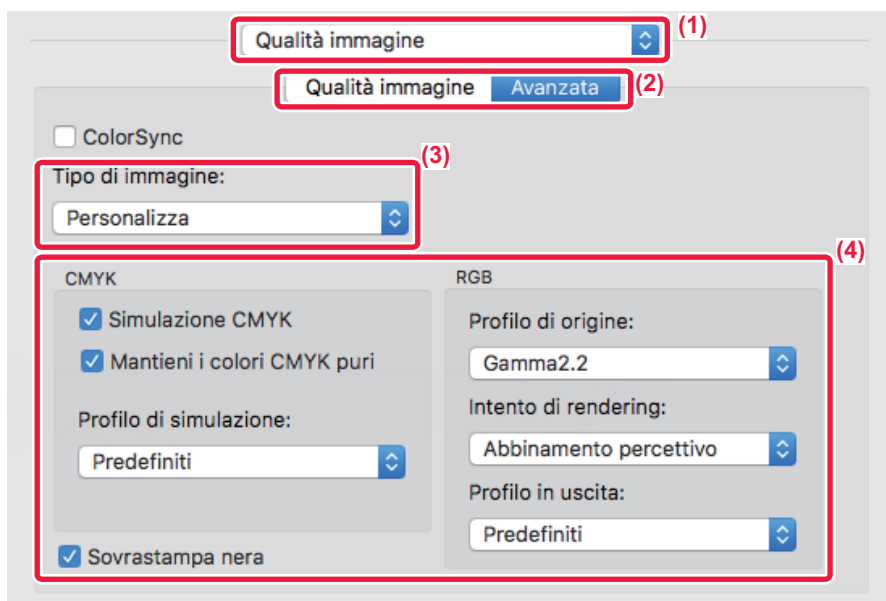 Qualità immagine
(1)
Qualità immagine Avanzata
(2)
ColorSync
(3)
Tipo di immagine:
Personalizza
(4)
CMYK
Simulazione CMYK
Mantieni i colori CMYK puri
Profilo di simulazione:
Predefiniti
Sovrastampa nera
RGB
Profilo di origine:
Gamma2.2
Intento di rendering:
Abbinamento percettivo
Profilo in uscita:
Predefiniti